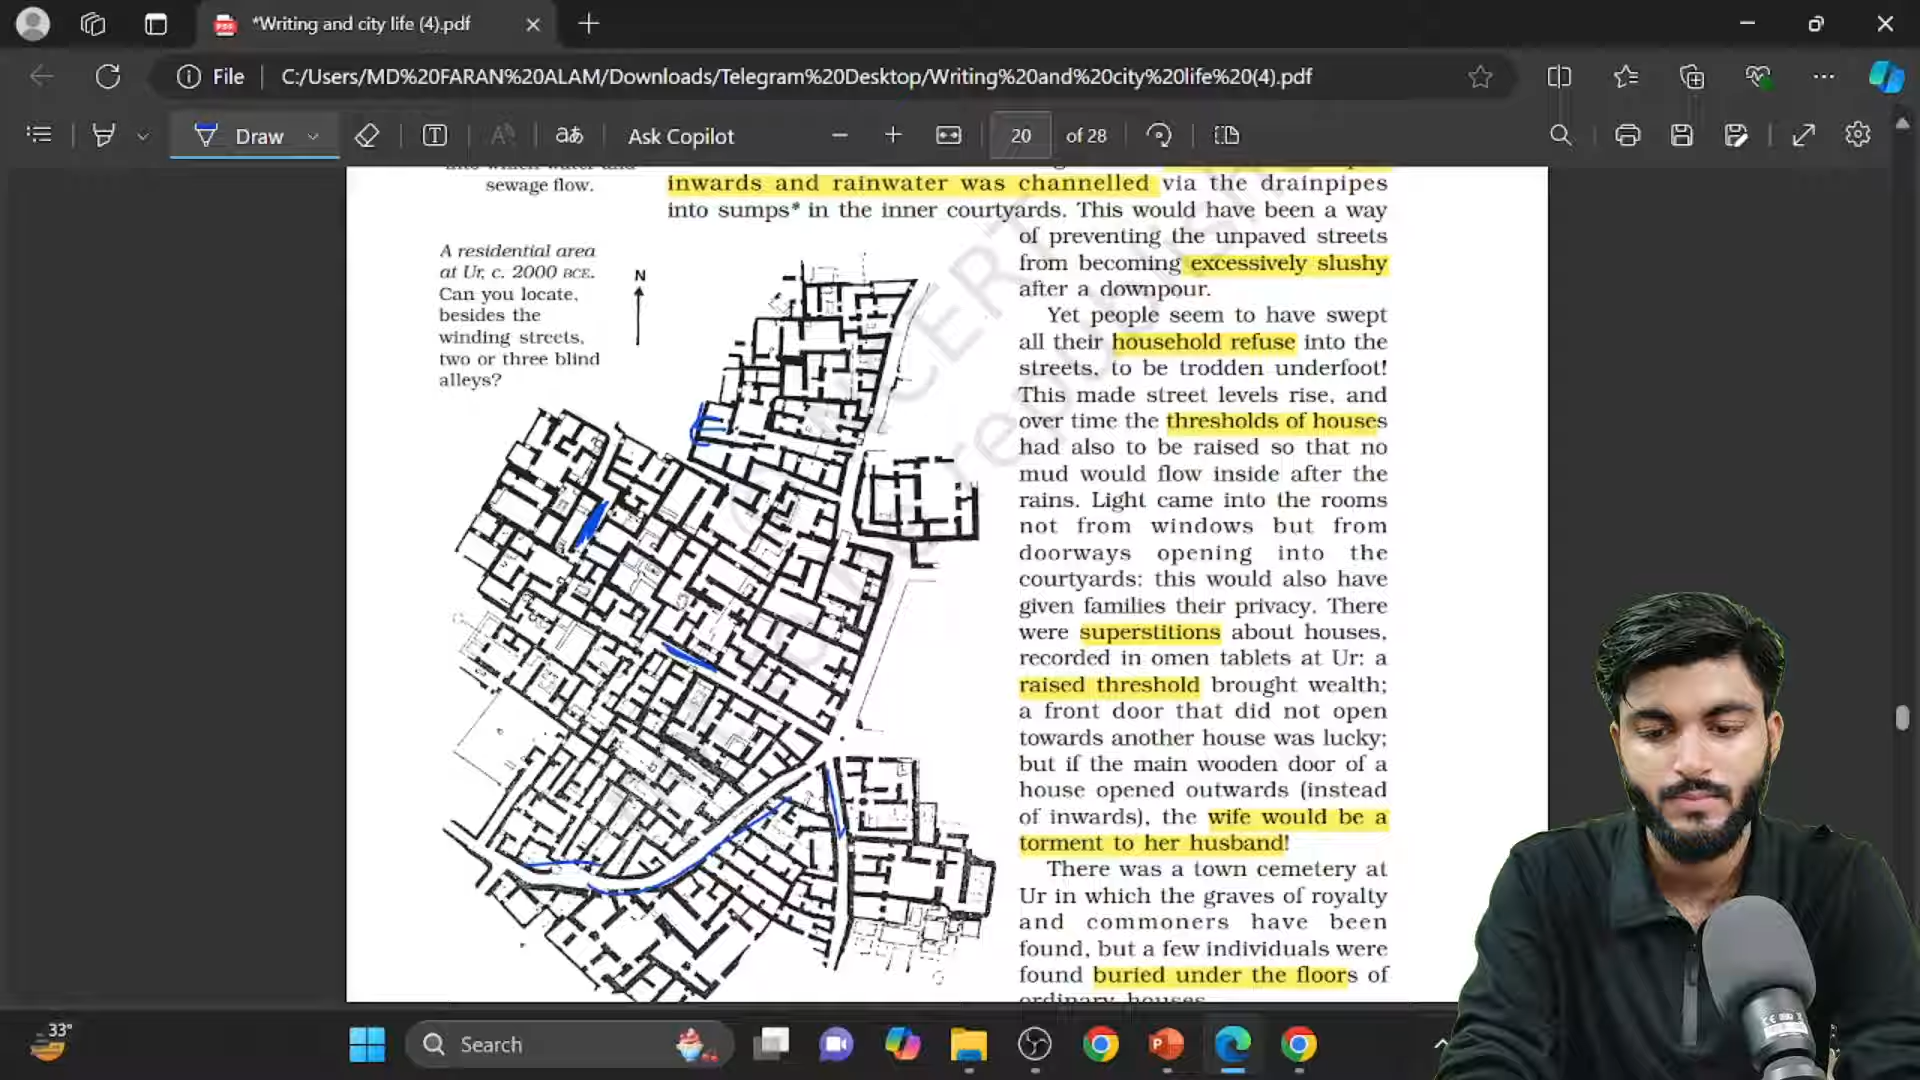 *Writing and city life (4).pdf
File
C:/Users/MD%20FARAN%20ALAM/Downloads/Telegram%20Desktop/Writing%20and%20city%20life%20(4).pdf
Draw
Ask Copilot
20
of 28
sewage flow.
A residential area
at Ur, c. 2000 BCE.
Can you locate,
besides the
winding streets,
two or three blind
alleys?
N
inwards and rainwater was channelled via the drainpipes
into sumps* in the inner courtyards. This would have been a way
of preventing the unpaved streets
from becoming excessively slushy
after a downpour.
Yet people seem to have swept
all their household refuse into the
streets, to be trodden underfoot!
This made street levels rise, and
over time the thresholds of houses
had also to be raised so that no
mud would flow inside after the
rains. Light came into the rooms
not from windows but from
doorways opening into the
courtyards: this would also have
given families their privacy. There
were superstitions about houses,
recorded in omen tablets at Ur: a
raised threshold brought wealth;
a front door that did not open
towards another house was lucky;
but if the main wooden door of a
house opened outwards (instead
of inwards), the wife would be a
torment to her husband!
There was a town cemetery at
Ur in which the graves of royalty
and commoners have been
found, but a few individuals were
found buried under the floors of
ordinary houses.
33°
Search